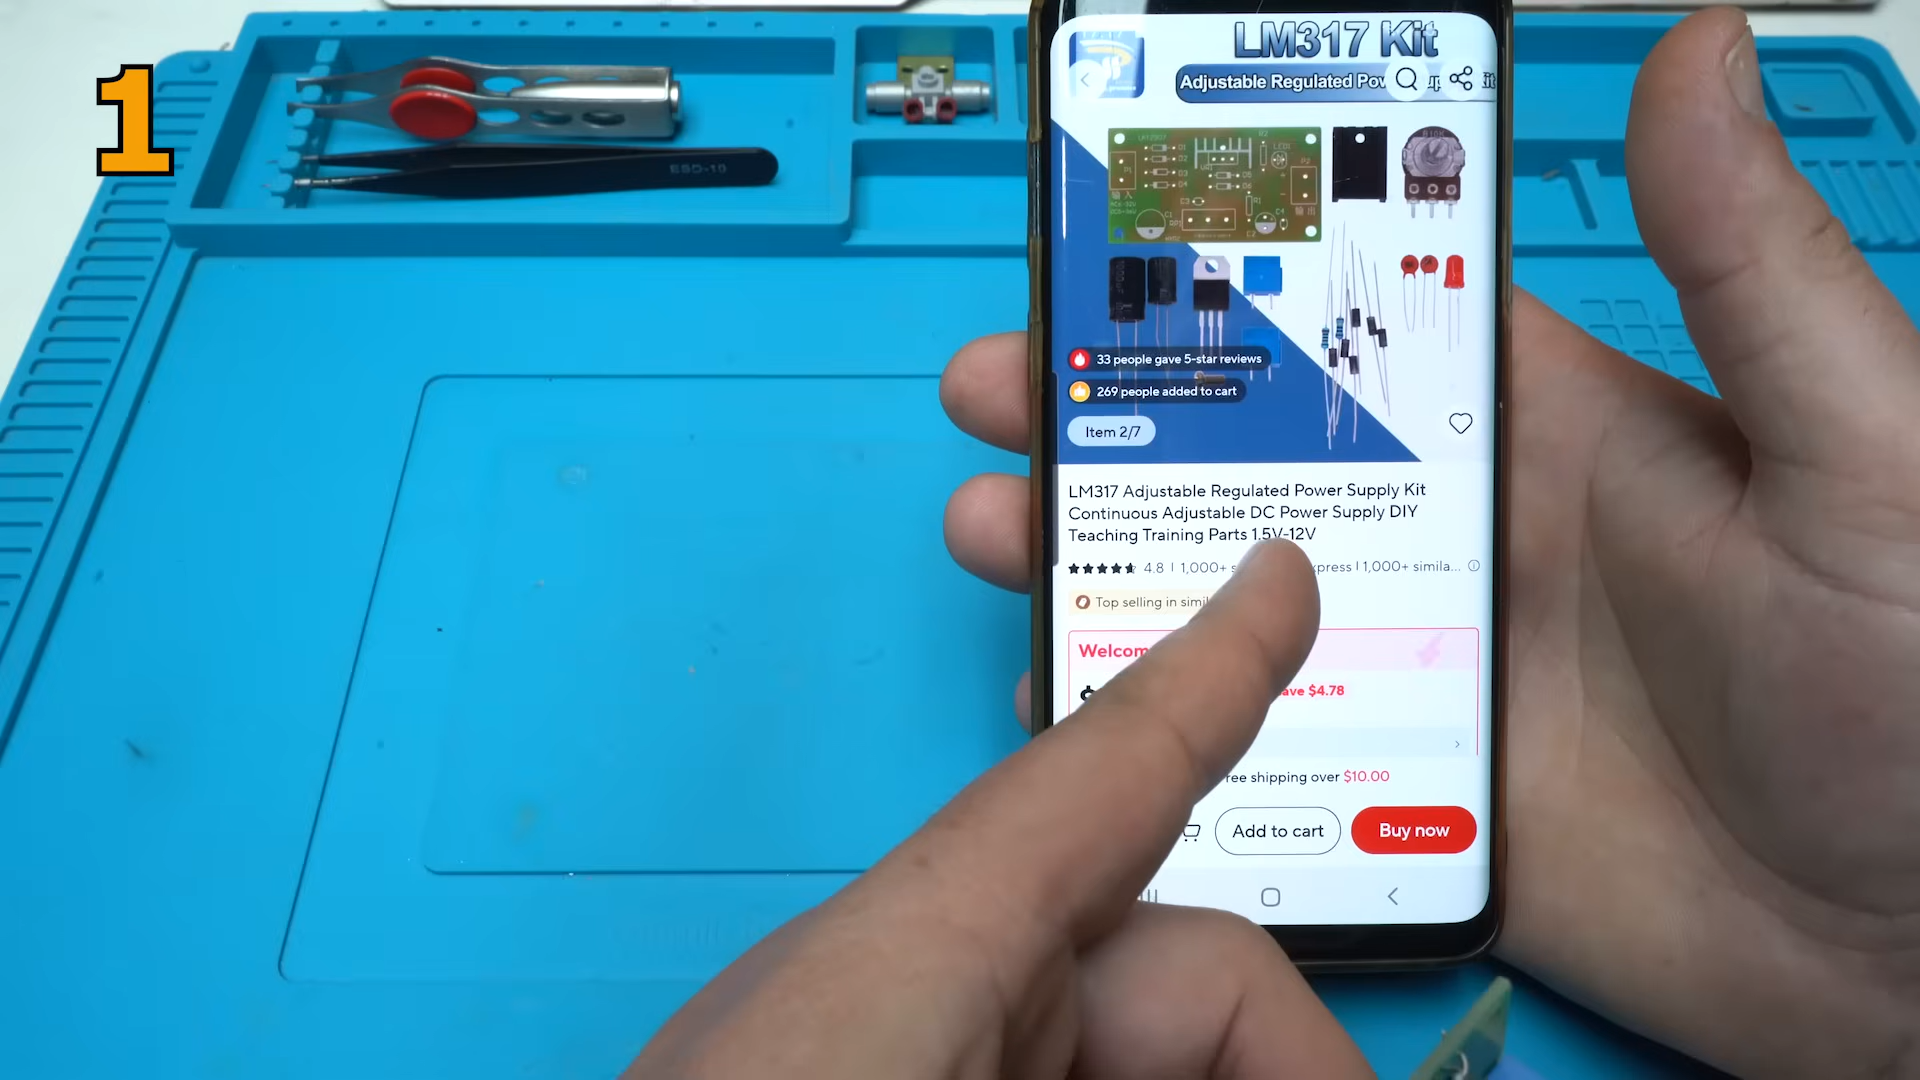 1
ESD-10
LM317 Kit
Adjustable Regulated Pow
B10K
33 people gave 5-star reviews
269 people added to cart
Item 2/7
LM317 Adjustable Regulated Power Supply Kit
Continuous Adjustable DC Power Supply DIY
Teaching Training Parts 1.5V-12V
4.8 | 1,000+ s xpress | 1,000+ simila...
Top selling in simil
Welcom
ave $4.78
ree shipping over $10.00
Add to cart
Buy now